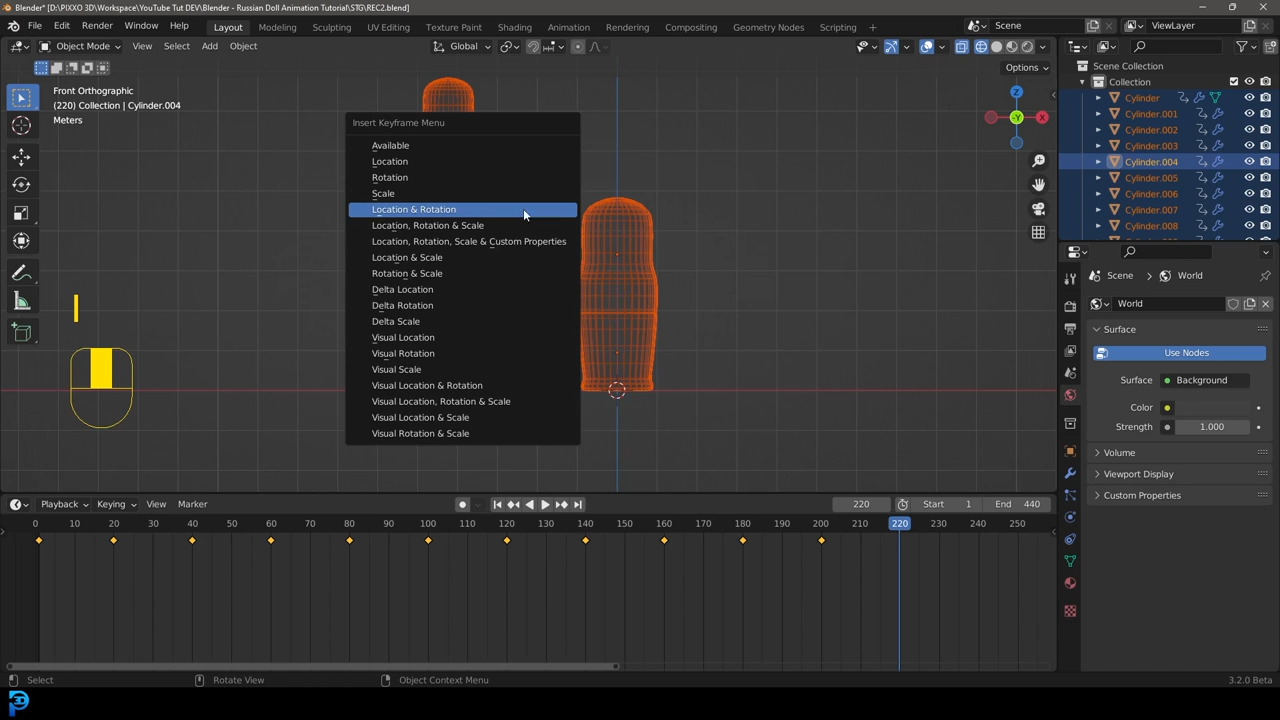 Blender* [D:\PIXXO 3D\Workspace\YouTube Tut DEV\Blender - Russian Doll Animation Tutorial\STG\REC2.blend]
File Edit Render Window Help Layout Modeling Sculpting UV Editing Texture Paint Shading Animation Rendering Compositing Geometry Nodes Scripting Scene ViewLayer
Object Mode View Select Add Object Global
Options
Front Orthographic
(220) Collection | Cylinder.004
Meters
Insert Keyframe Menu
Available
Location
Rotation
Scale
Location & Rotation
Location, Rotation & Scale
Location, Rotation, Scale & Custom Properties
Location & Scale
Rotation & Scale
Delta Location
Delta Rotation
Delta Scale
Visual Location
Visual Rotation
Visual Scale
Visual Location & Rotation
Visual Location, Rotation & Scale
Visual Location & Scale
Visual Rotation & Scale
Z
-Y
X
Scene Collection
Collection
Cylinder
Cylinder.001
Cylinder.002
Cylinder.003
Cylinder.004
Cylinder.005
Cylinder.006
Cylinder.007
Cylinder.008
Scene World
World
Surface
Use Nodes
Surface Background
Color
Strength 1.000
Volume
Viewport Display
Custom Properties
Playback Keying View Marker 220 Start 1 End 440
0 10 20 30 40 50 60 70 80 90 100 110 120 130 140 150 160 170 180 190 200 210 220 230 240 250
Select Rotate View Object Context Menu 3.2.0 Beta